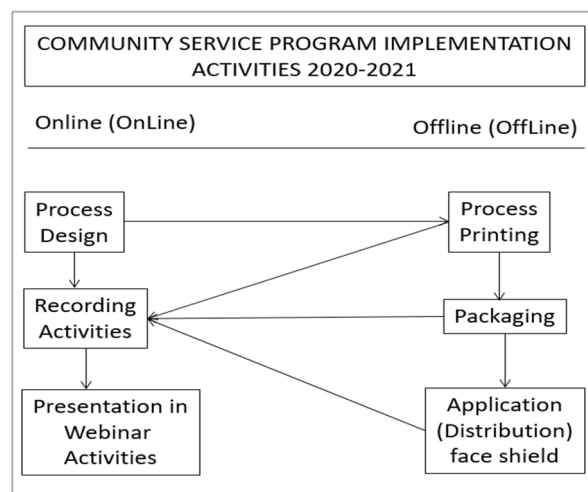 COMMUNITY SERVICE PROGRAM IMPLEMENTATION
ACTIVITIES 2020-2021
Online (OnLine)
Offline (OffLine)
Process
Design
Process
Printing
Recording
Activities
Packaging
Presentation in
Webinar
Activities
Application
(Distribution)
face shield